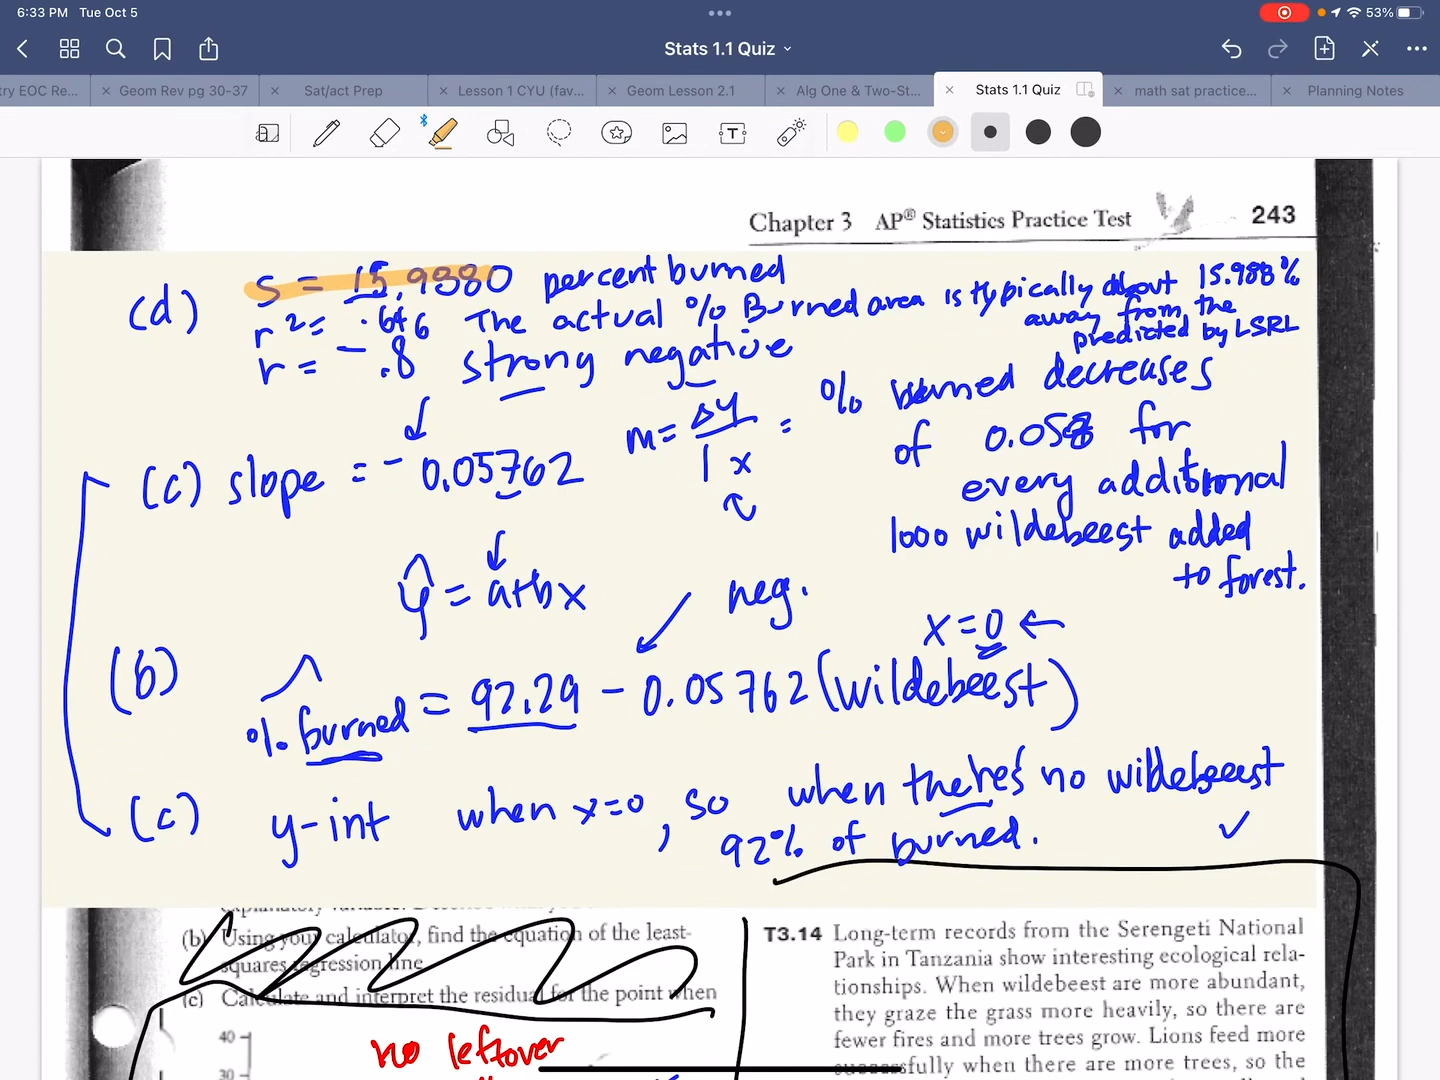 6:33 PM Tue Oct 5
53%
Stats 1.1 Quiz
try EOC Re...
Geom Rev pg 30-37
Sat/act Prep
Lesson 1 CYU (fav...
Geom Lesson 2.1
Alg One & Two-St...
Stats 1.1 Quiz
math sat practice...
Planning Notes
Chapter 3 AP® Statistics Practice Test 243
(d) s = 15.9880 percent burned
r² = .646 The actual % Burned area is typically about 15.988%
away from the
predicted by LSRL
r = -.8 strong negative
(c) slope = -0.05762 m = ΔY/1x = % burned decreases
of 0.058 for
every additional
1000 wildebeest added
to forest.
ŷ = a+bx
neg.
x=0
(b) % burned = 92.29 - 0.05762 (wildebeest)
(c) y-int when x=0, so when there's no wildebeest
92% of burned.
(b) Using your calculator, find the equation of the least-
squares regression line
(c) Calculate and interpret the residual for the point when
40
30
no leftover
T3.14 Long-term records from the Serengeti National
Park in Tanzania show interesting ecological rela-
tionships. When wildebeest are more abundant,
they graze the grass more heavily, so there are
fewer fires and more trees grow. Lions feed more
successfully when there are more trees, so the